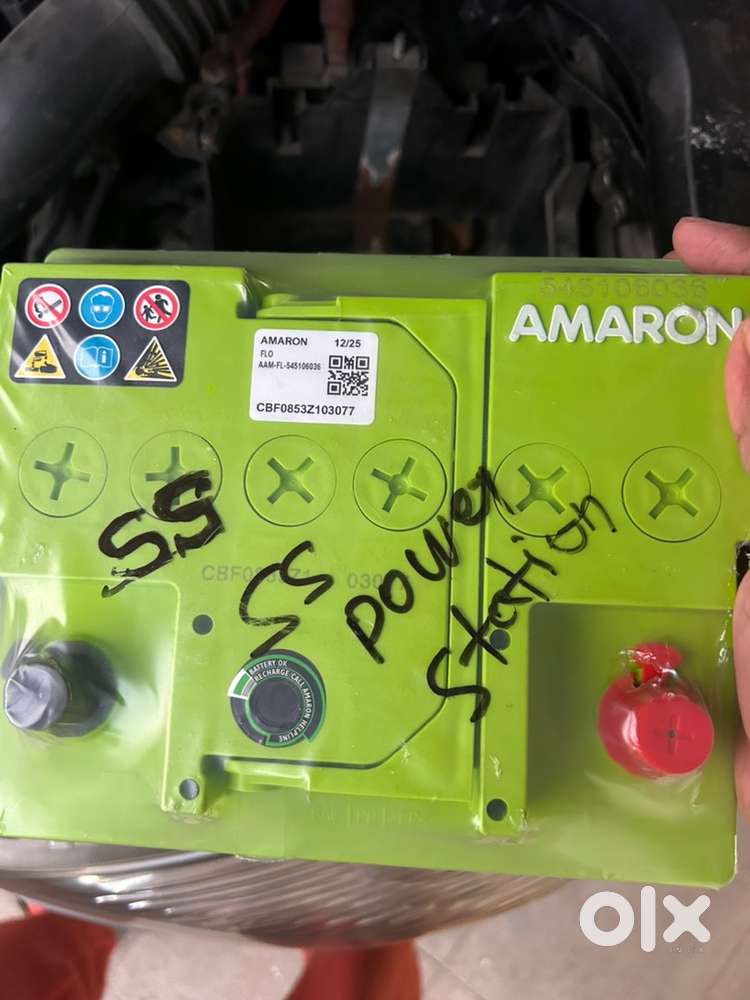 545106036
AMARON
AMARON 12/25
FLO
AAM-FL-545106036
CBF0853Z103077
SS
SS
power
station
BATTERY OK
RECHARGE
CALL AMARON HELPLINE
olx